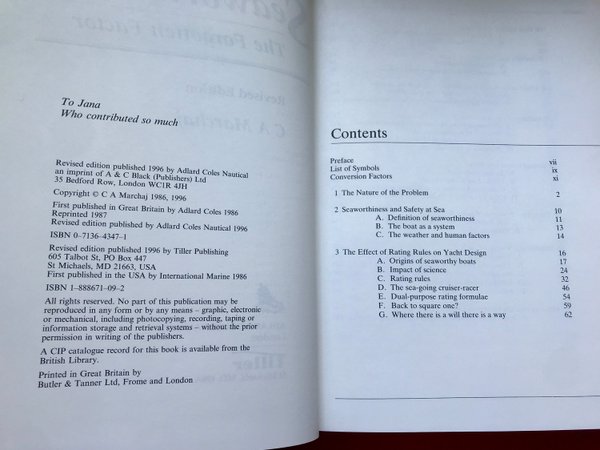 To Jana
Who contributed so much
Revised edition published 1996 by Adlard Coles Nautical
an imprint of A & C Black (Publishers) Ltd
35 Bedford Row, London WC1R 4JH
Copyright © C A Marchaj 1986, 1996
First published in Great Britain by Adlard Coles 1986
Reprinted 1987
Revised edition published by Adlard Coles Nautical 1996
ISBN 0-7136-4347-1
Revised edition published 1996 by Tiller Publishing
605 Talbot St, PO Box 447
St Michaels, MD 21663, USA
First published in the USA by International Marine 1986
ISBN 1-888671-09-2
All rights reserved. No part of this publication may be
reproduced in any form or by any means – graphic, electronic
or mechanical, including photocopying, recording, taping or
information storage and retrieval systems – without the prior
permission in writing of the publishers.
A CIP catalogue record for this book is available from the
British Library.
Printed in Great Britain by
Butler & Tanner Ltd, Frome and London
Contents
Preface vii
List of Symbols ix
Conversion Factors xi
1 The Nature of the Problem 2
2 Seaworthiness and Safety at Sea 10
A. Definition of seaworthiness 11
B. The boat as a system 13
C. The weather and human factors 14
3 The Effect of Rating Rules on Yacht Design 16
A. Origins of seaworthy boats 17
B. Impact of science 24
C. Rating rules 32
D. The sea-going cruiser-racer 46
E. Dual-purpose rating formulae 54
F. Back to square one? 59
G. Where there is a will there is a way 62